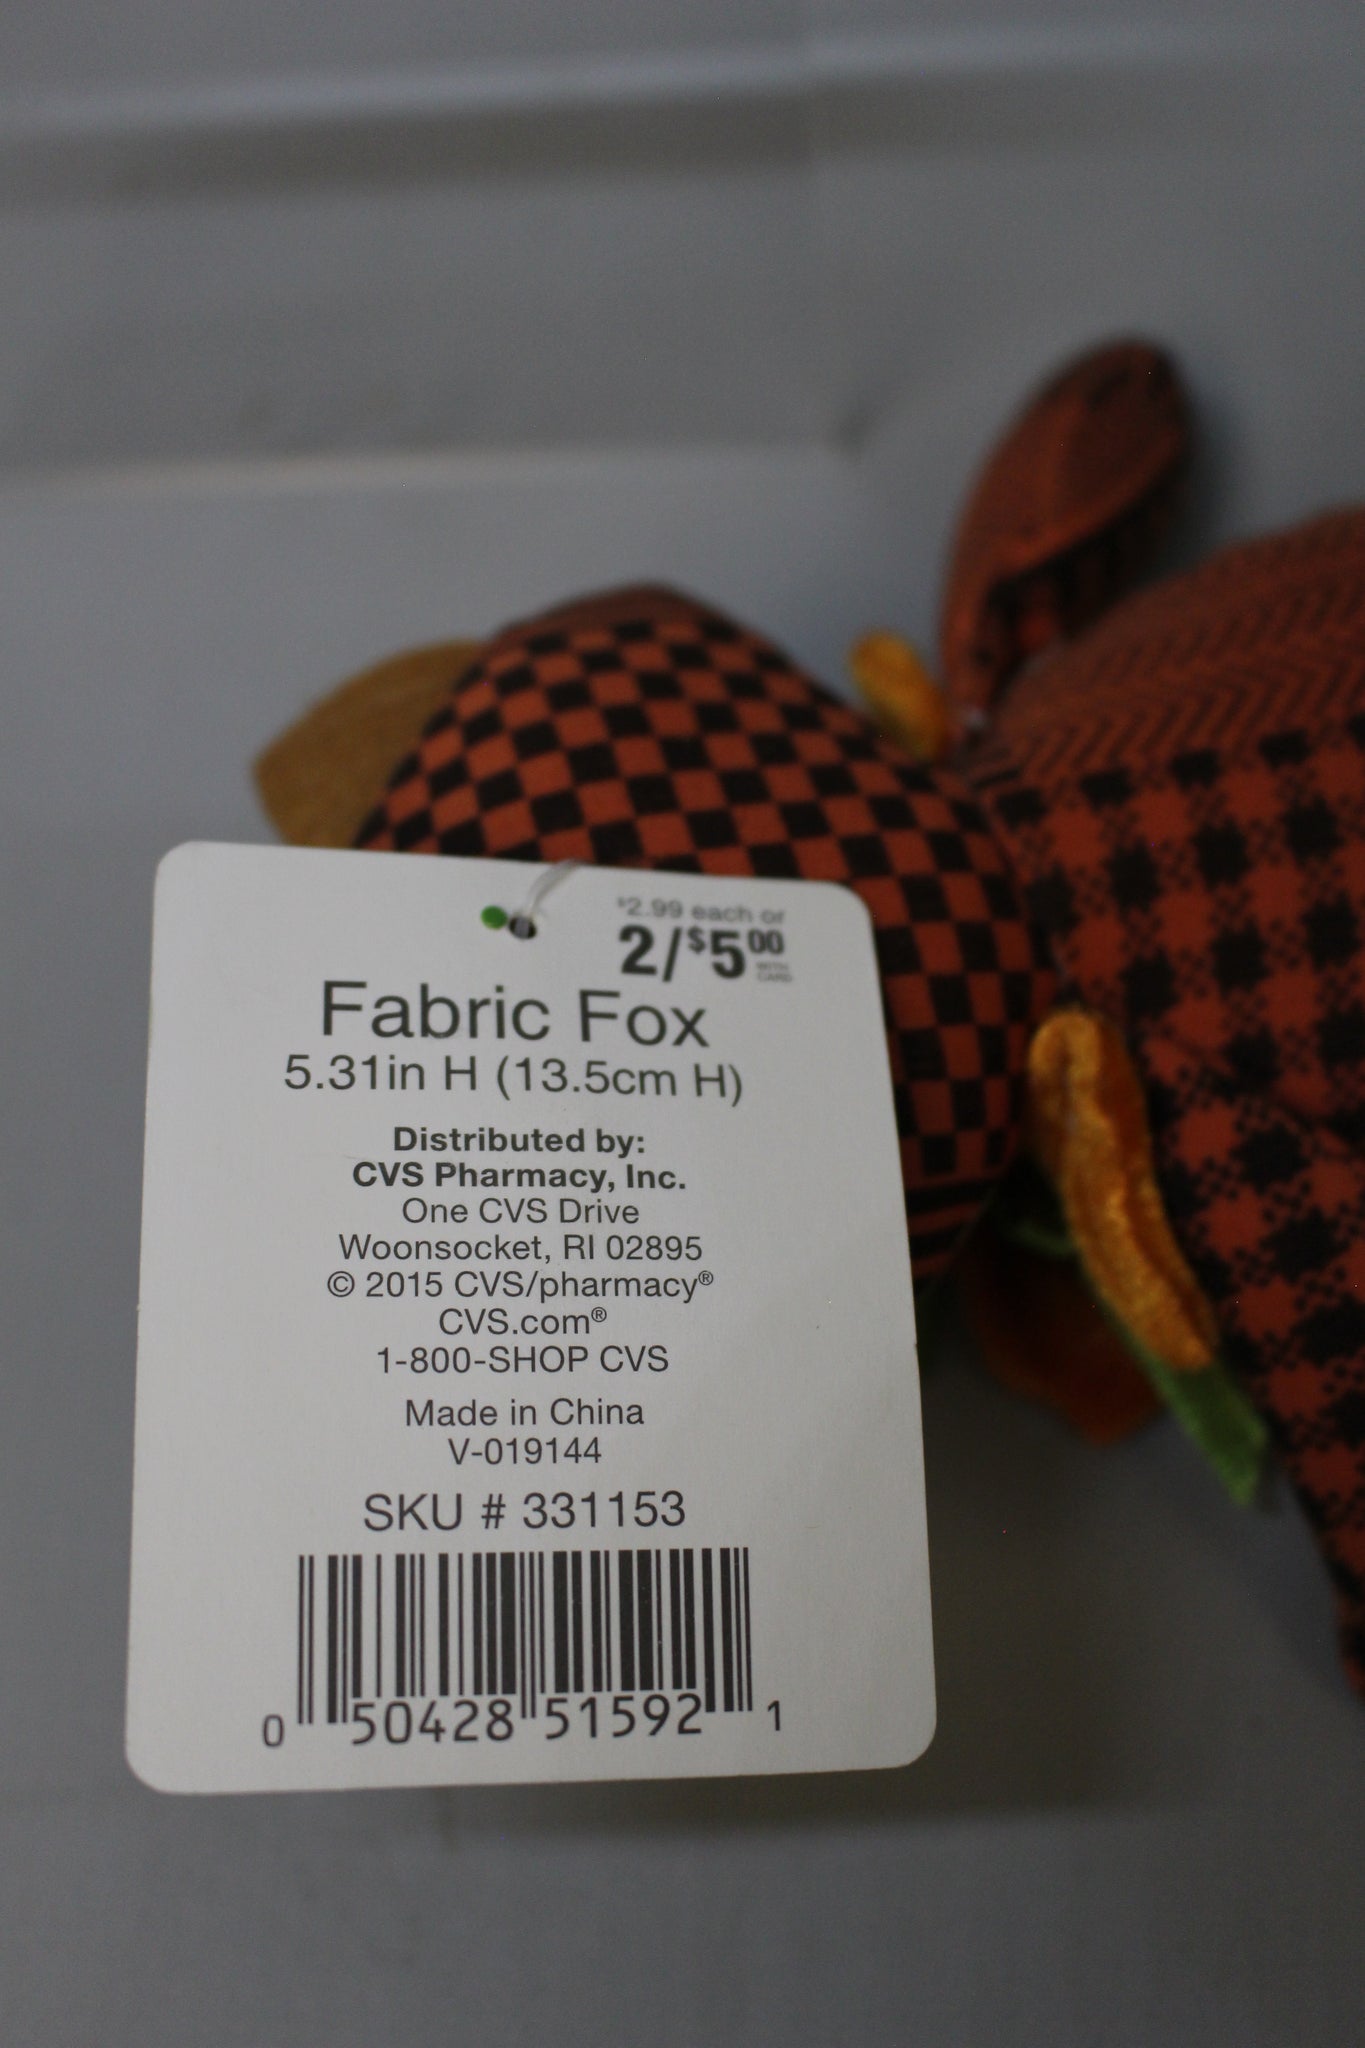 $2.99 each or
2/$5 00
WITH
CARD
Fabric Fox
5.31in H (13.5cm H)
Distributed by:
CVS Pharmacy, Inc.
One CVS Drive
Woonsocket, RI 02895
© 2015 CVS/pharmacy®
CVS.com®
1-800-SHOP CVS
Made in China
V-019144
SKU # 331153
0 50428 51592 1